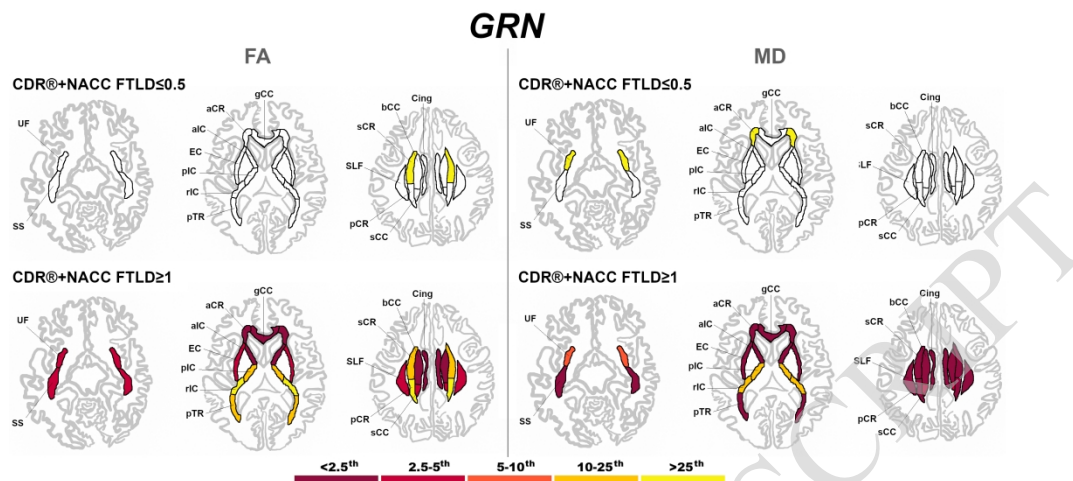 GRN
FA
MD
CDR®+NACC FTLD≤0.5
UF
SS
gCC
aCR
aIC
EC
pIC
rIC
pTR
Cing
bCC
sCR
SLF
pCR
sCC
CDR®+NACC FTLD≤0.5
UF
SS
gCC
aCR
aIC
EC
pIC
rIC
pTR
Cing
bCC
sCR
SLF
pCR
sCC
CDR®+NACC FTLD≥1
UF
SS
gCC
aCR
aIC
EC
pIC
rIC
pTR
Cing
bCC
sCR
SLF
pCR
sCC
CDR®+NACC FTLD≥1
UF
SS
gCC
aCR
aIC
EC
pIC
rIC
pTR
Cing
bCC
sCR
SLF
pCR
sCC
<2.5th 2.5-5th 5-10th 10-25th >25th
SCRIPT